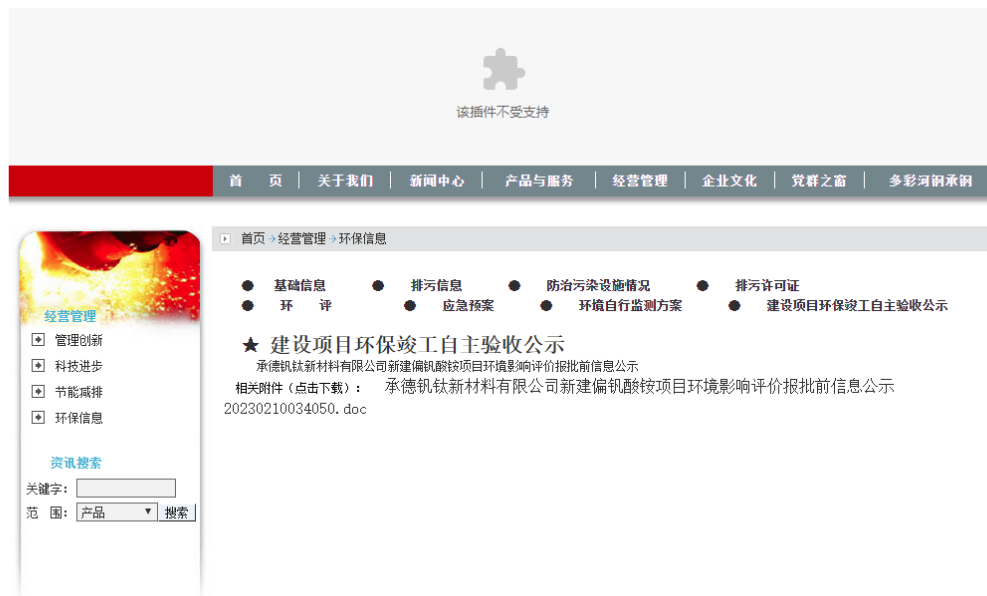 该插件不受支持
首 页 | 关于我们 | 新闻中心 | 产品与服务 | 经营管理 | 企业文化 | 党群之窗 | 多彩河钢承钢
首页→经营管理→环保信息
● 基础信息 ● 排污信息 ● 防治污染设施情况 ● 排污许可证
● 环 评 ● 应急预案 ● 环境自行监测方案 ● 建设项目环保竣工自主验收公示
★ 建设项目环保竣工自主验收公示
承德钒钛新材料有限公司新建偏钒酸铵项目环境影响评价报批前信息公示
相关附件（点击下载）： 承德钒钛新材料有限公司新建偏钒酸铵项目环境影响评价报批前信息公示
20230210034050.doc
经营管理
管理创新
科技进步
节能减排
环保信息
资讯搜索
关键字：
范 围： 产品 搜索